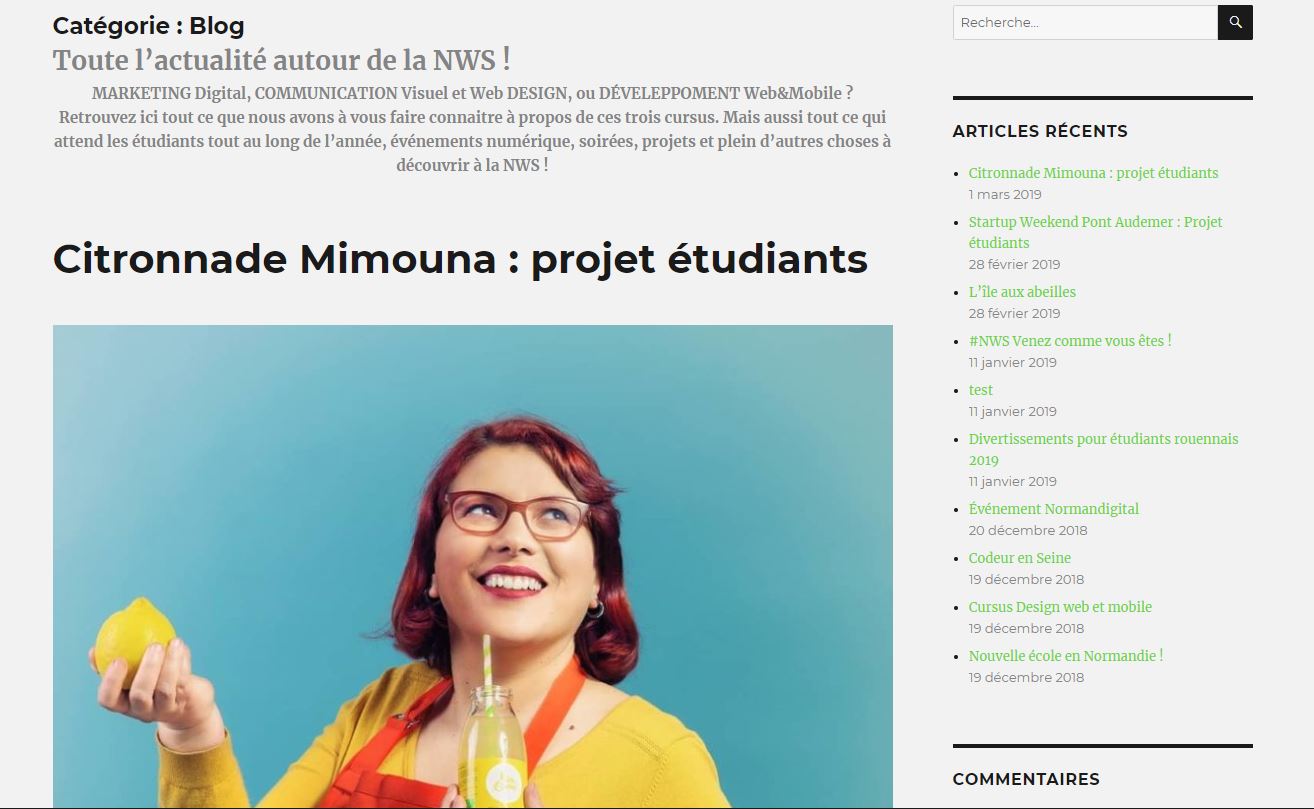 Catégorie : Blog
Toute l’actualité autour de la NWS !
MARKETING Digital, COMMUNICATION Visuel et Web DESIGN, ou DÉVELEPPOMENT Web&Mobile ?
Retrouvez ici tout ce que nous avons à vous faire connaitre à propos de ces trois cursus. Mais aussi tout ce qui
attend les étudiants tout au long de l’année, événements numérique, soirées, projets et plein d’autres choses à
découvrir à la NWS !
Citronnade Mimouna : projet étudiants
Recherche…
ARTICLES RÉCENTS
Citronnade Mimouna : projet étudiants
1 mars 2019
Startup Weekend Pont Audemer : Projet
étudiants
28 février 2019
L’île aux abeilles
28 février 2019
#NWS Venez comme vous êtes !
11 janvier 2019
test
11 janvier 2019
Divertissements pour étudiants rouennais
2019
11 janvier 2019
Événement Normandigital
20 décembre 2018
Codeur en Seine
19 décembre 2018
Cursus Design web et mobile
19 décembre 2018
Nouvelle école en Normandie !
19 décembre 2018
COMMENTAIRES